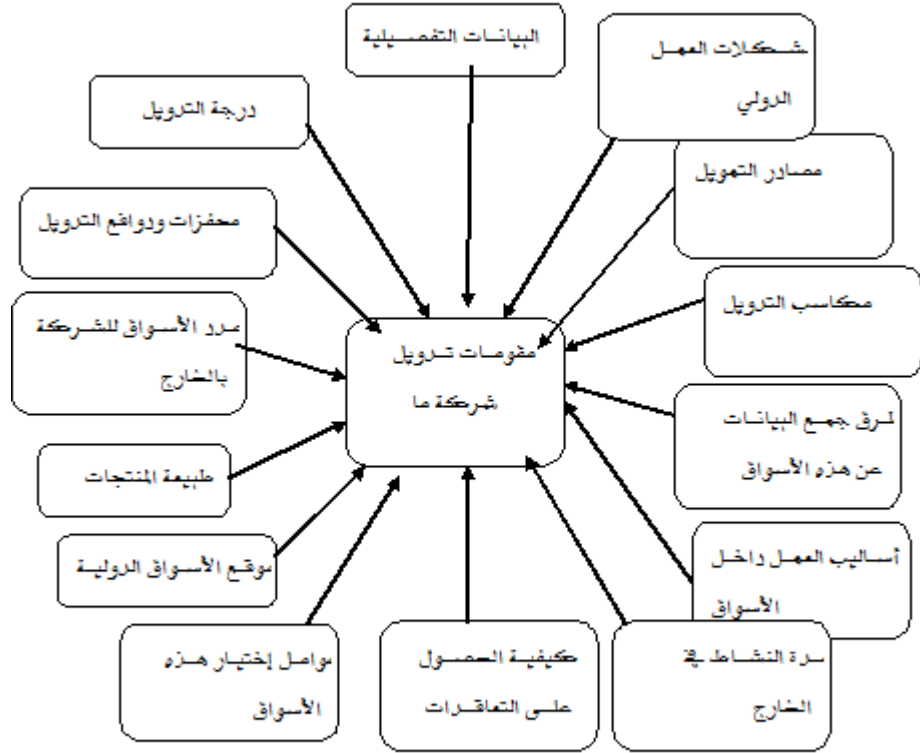 البيانات التفصيلية
شكلات العمل
الدولي
درجة التدويل
مصادر التمويل
محفزات ودوافع التدويل
مكاسب التدويل
عدد الأسواق للشركة
بالخارج
مقومات تدويل
شركة ما
طرق جمع البيانات
عن هذه الأسواق
طبيعة المنتجات
أساليب العمل داخل
الأسواق
موقع الأسواق الدولية
عوامل إختيار هذه
الأسواق
كيفية الحصول
على التعاقدات
مدة النشاط في
الخارج